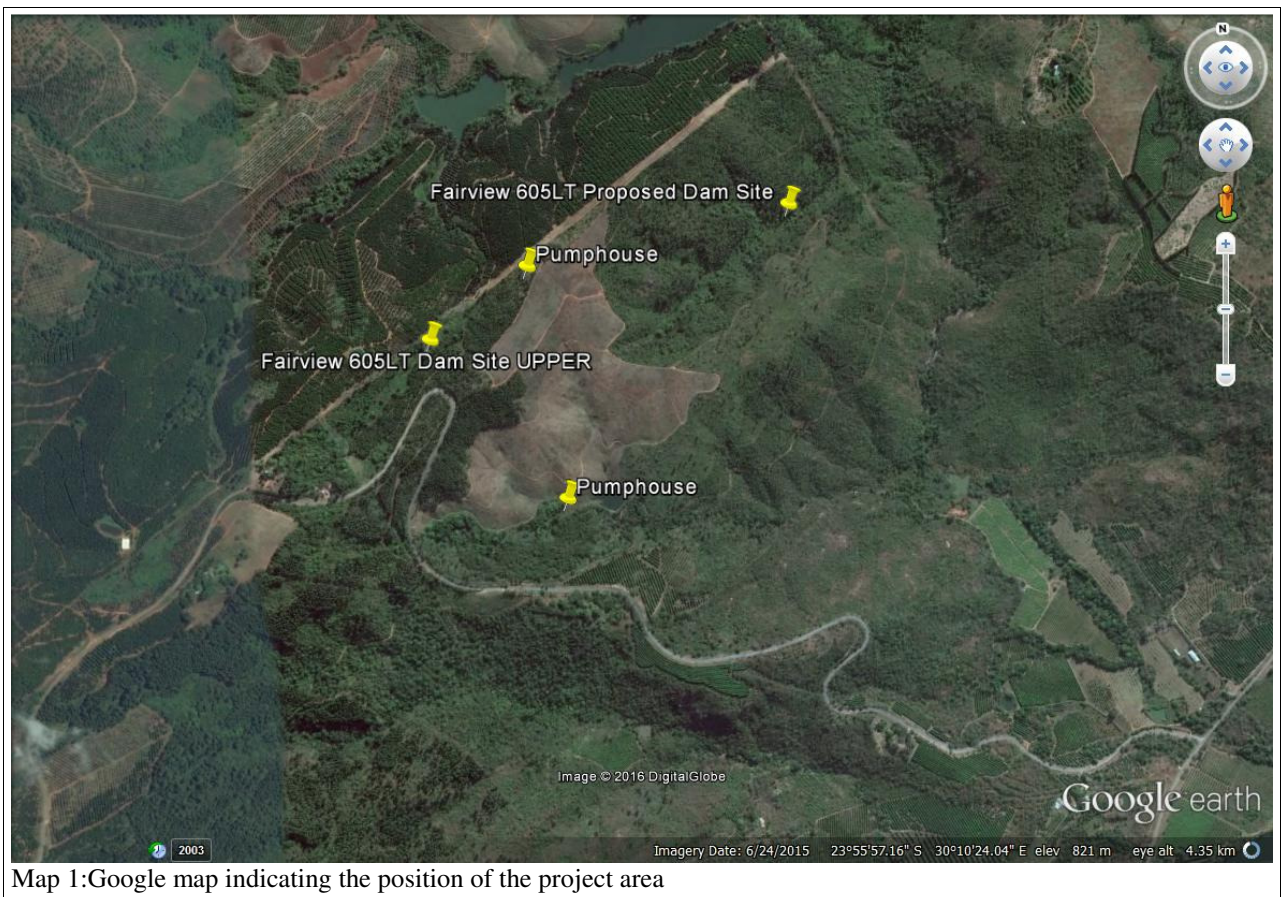 N
Fairview 605LT Proposed Dam Site
Pumphouse
Fairview 605LT Dam Site UPPER
Pumphouse
Image © 2016 DigitalGlobe
Google earth
2003
Imagery Date: 6/24/2015 23°55'57.16" S 30°10'24.04" E elev 821 m eye alt 4.35 km
Map 1:Google map indicating the position of the project area